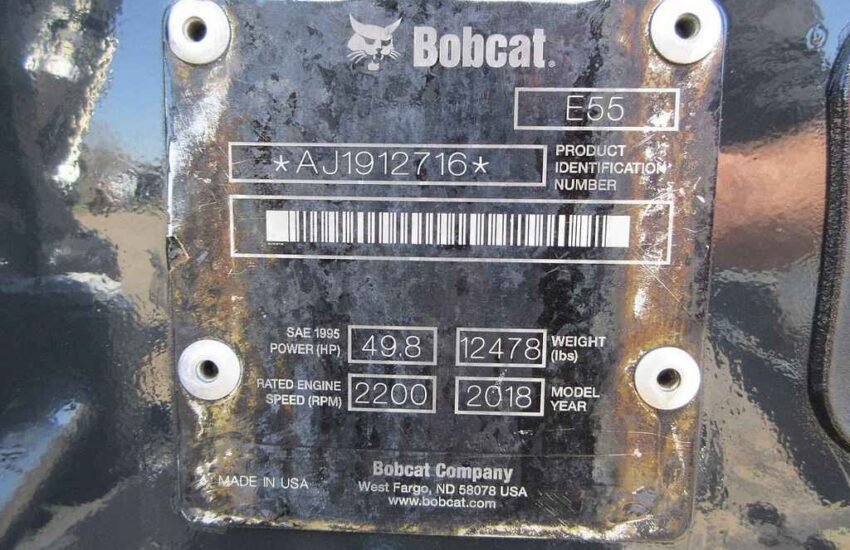 Bobcat.
E55
*AJ1912716*
PRODUCT
IDENTIFICATION
NUMBER
SAE 1995
POWER (HP)
49.8
12478
WEIGHT
(lbs)
RATED ENGINE
SPEED (RPM)
2200
2018
MODEL
YEAR
MADE IN USA
Bobcat Company
West Fargo, ND 58078 USA
www.bobcat.com